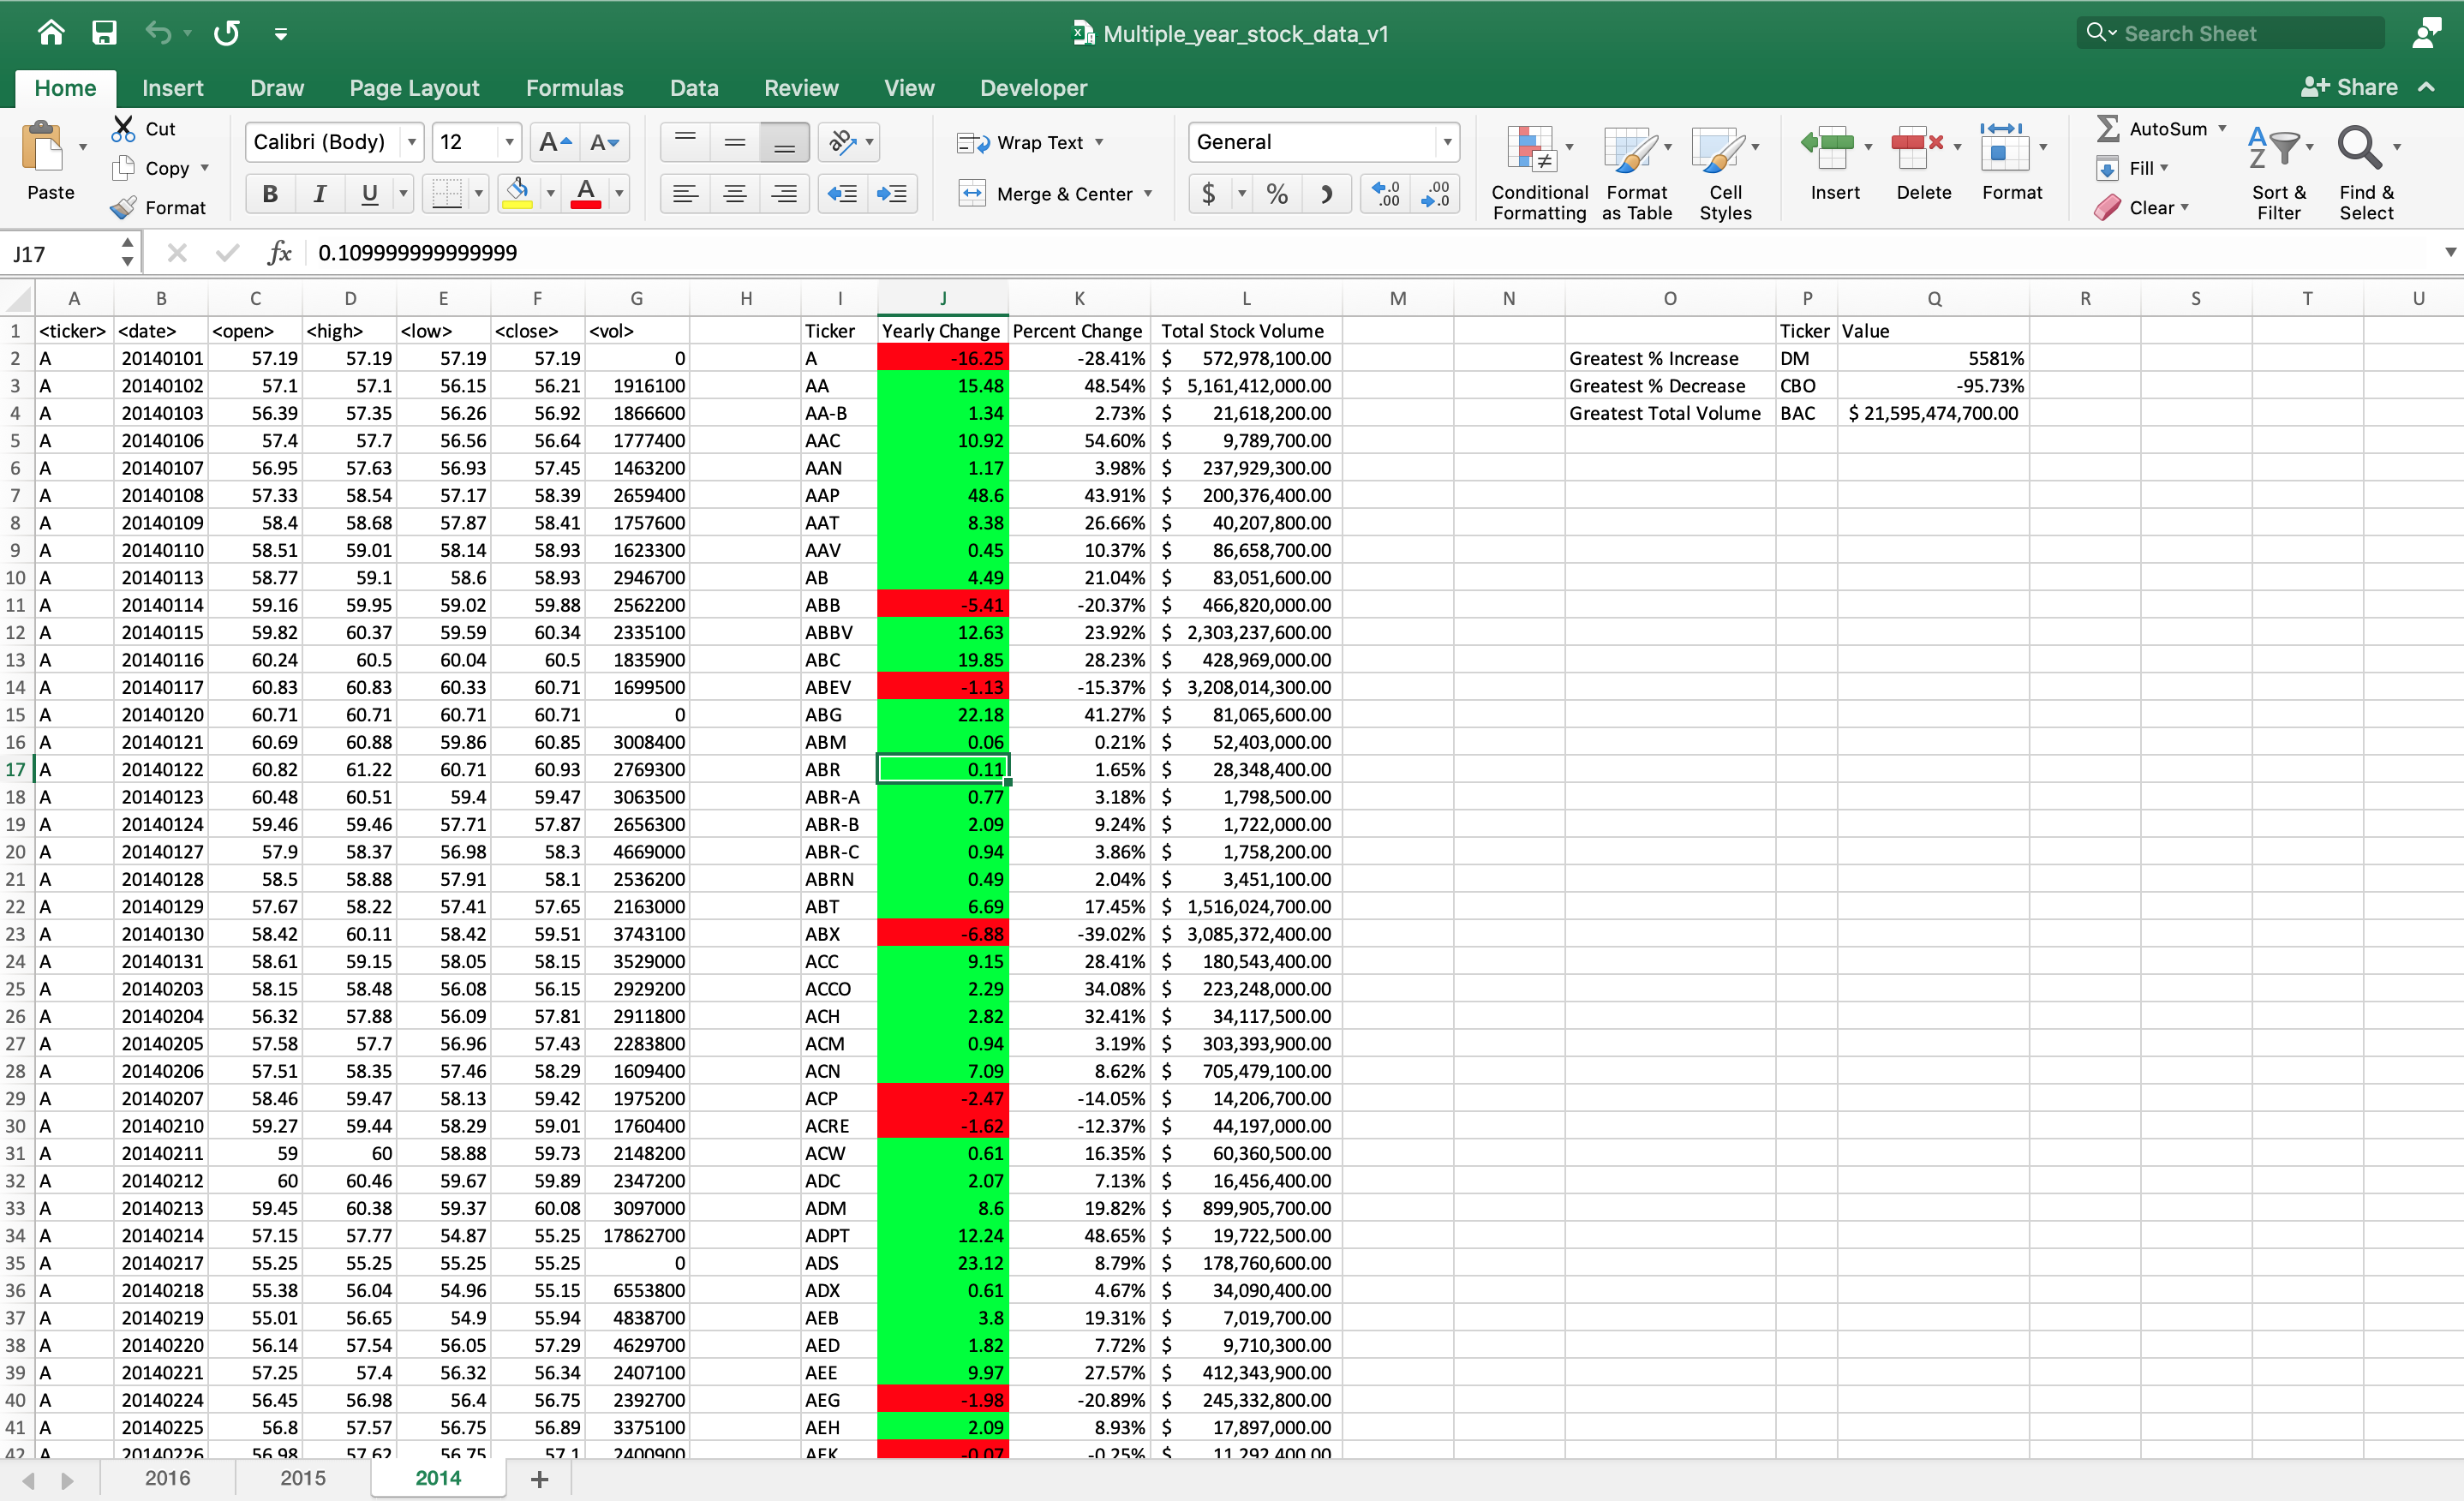 Multiple_year_stock_data_v1
Search Sheet
Home Insert Draw Page Layout Formulas Data Review View Developer Share
Paste Cut Copy Format
Calibri (Body) 12 A A
B I U A
Wrap Text
Merge & Center
General
$ % .0 .00 .00 .0
Conditional Formatting
Format as Table
Cell Styles
Insert Delete Format
AutoSum Fill Clear
Sort & Filter
Find & Select
J17 fx 0.109999999999999
A B C D E F G H I J K L M N O P Q R S T U
1 <ticker> <date> <open> <high> <low> <close> <vol> Ticker Yearly Change Percent Change Total Stock Volume Ticker Value
2 A 20140101 57.19 57.19 57.19 57.19 0 A -16.25 -28.41% $ 572,978,100.00 Greatest % Increase DM 5581%
3 A 20140102 57.1 57.1 56.15 56.21 1916100 AA 15.48 48.54% $ 5,161,412,000.00 Greatest % Decrease CBO -95.73%
4 A 20140103 56.39 57.35 56.26 56.92 1866600 AA-B 1.34 2.73% $ 21,618,200.00 Greatest Total Volume BAC $ 21,595,474,700.00
5 A 20140106 57.4 57.7 56.56 56.64 1777400 AAC 10.92 54.60% $ 9,789,700.00
6 A 20140107 56.95 57.63 56.93 57.45 1463200 AAN 1.17 3.98% $ 237,929,300.00
7 A 20140108 57.33 58.54 57.17 58.39 2659400 AAP 48.6 43.91% $ 200,376,400.00
8 A 20140109 58.4 58.68 57.87 58.41 1757600 AAT 8.38 26.66% $ 40,207,800.00
9 A 20140110 58.51 59.01 58.14 58.93 1623300 AAV 0.45 10.37% $ 86,658,700.00
10 A 20140113 58.77 59.1 58.6 58.93 2946700 AB 4.49 21.04% $ 83,051,600.00
11 A 20140114 59.16 59.95 59.02 59.88 2562200 ABB -5.41 -20.37% $ 466,820,000.00
12 A 20140115 59.82 60.37 59.59 60.34 2335100 ABBV 12.63 23.92% $ 2,303,237,600.00
13 A 20140116 60.24 60.5 60.04 60.5 1835900 ABC 19.85 28.23% $ 428,969,000.00
14 A 20140117 60.83 60.83 60.33 60.71 1699500 ABEV -1.13 -15.37% $ 3,208,014,300.00
15 A 20140120 60.71 60.71 60.71 60.71 0 ABG 22.18 41.27% $ 81,065,600.00
16 A 20140121 60.69 60.88 59.86 60.85 3008400 ABM 0.06 0.21% $ 52,403,000.00
17 A 20140122 60.82 61.22 60.71 60.93 2769300 ABR 0.11 1.65% $ 28,348,400.00
18 A 20140123 60.48 60.51 59.4 59.47 3063500 ABR-A 0.77 3.18% $ 1,798,500.00
19 A 20140124 59.46 59.46 57.71 57.87 2656300 ABR-B 2.09 9.24% $ 1,722,000.00
20 A 20140127 57.9 58.37 56.98 58.3 4669000 ABR-C 0.94 3.86% $ 1,758,200.00
21 A 20140128 58.5 58.88 57.91 58.1 2536200 ABRN 0.49 2.04% $ 3,451,100.00
22 A 20140129 57.67 58.22 57.41 57.65 2163000 ABT 6.69 17.45% $ 1,516,024,700.00
23 A 20140130 58.42 60.11 58.42 59.51 3743100 ABX -6.88 -39.02% $ 3,085,372,400.00
24 A 20140131 58.61 59.15 58.05 58.15 3529000 ACC 9.15 28.41% $ 180,543,400.00
25 A 20140203 58.15 58.48 56.08 56.15 2929200 ACCO 2.29 34.08% $ 223,248,000.00
26 A 20140204 56.32 57.88 56.09 57.81 2911800 ACH 2.82 32.41% $ 34,117,500.00
27 A 20140205 57.58 57.7 56.96 57.43 2283800 ACM 0.94 3.19% $ 303,393,900.00
28 A 20140206 57.51 58.35 57.46 58.29 1609400 ACN 7.09 8.62% $ 705,479,100.00
29 A 20140207 58.46 59.47 58.13 59.42 1975200 ACP -2.47 -14.05% $ 14,206,700.00
30 A 20140210 59.27 59.44 58.29 59.01 1760400 ACRE -1.62 -12.37% $ 44,197,000.00
31 A 20140211 59 60 58.88 59.73 2148200 ACW 0.61 16.35% $ 60,360,500.00
32 A 20140212 60 60.46 59.67 59.89 2347200 ADC 2.07 7.13% $ 16,456,400.00
33 A 20140213 59.45 60.38 59.37 60.08 3097000 ADM 8.6 19.82% $ 899,905,700.00
34 A 20140214 57.15 57.77 54.87 55.25 17862700 ADPT 12.24 48.65% $ 19,722,500.00
35 A 20140217 55.25 55.25 55.25 55.25 0 ADS 23.12 8.79% $ 178,760,600.00
36 A 20140218 55.38 56.04 54.96 55.15 6553800 ADX 0.61 4.67% $ 34,090,400.00
37 A 20140219 55.01 56.65 54.9 55.94 4838700 AEB 3.8 19.31% $ 7,019,700.00
38 A 20140220 56.14 57.54 56.05 57.29 4629700 AED 1.82 7.72% $ 9,710,300.00
39 A 20140221 57.25 57.4 56.32 56.34 2407100 AEE 9.97 27.57% $ 412,343,900.00
40 A 20140224 56.45 56.98 56.4 56.75 2392700 AEG -1.98 -20.89% $ 245,332,800.00
41 A 20140225 56.8 57.57 56.75 56.89 3375100 AEH 2.09 8.93% $ 17,897,000.00
42 A 20140226 56.98 57.62 56.75 57.1 2400900 AEK -0.07 -0.25% $ 11,292,400.00
2016 2015 2014 +